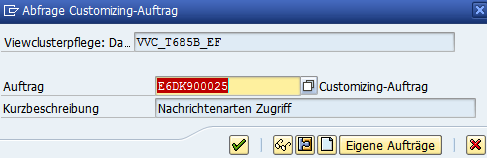 Abfrage Customizing-Auftrag
Viewclusterpflege: Da… VVC_T685B_EF
Auftrag E6DK900025 Customizing-Auftrag
Kurzbeschreibung Nachrichtenarten Zugriff
Eigene Aufträge